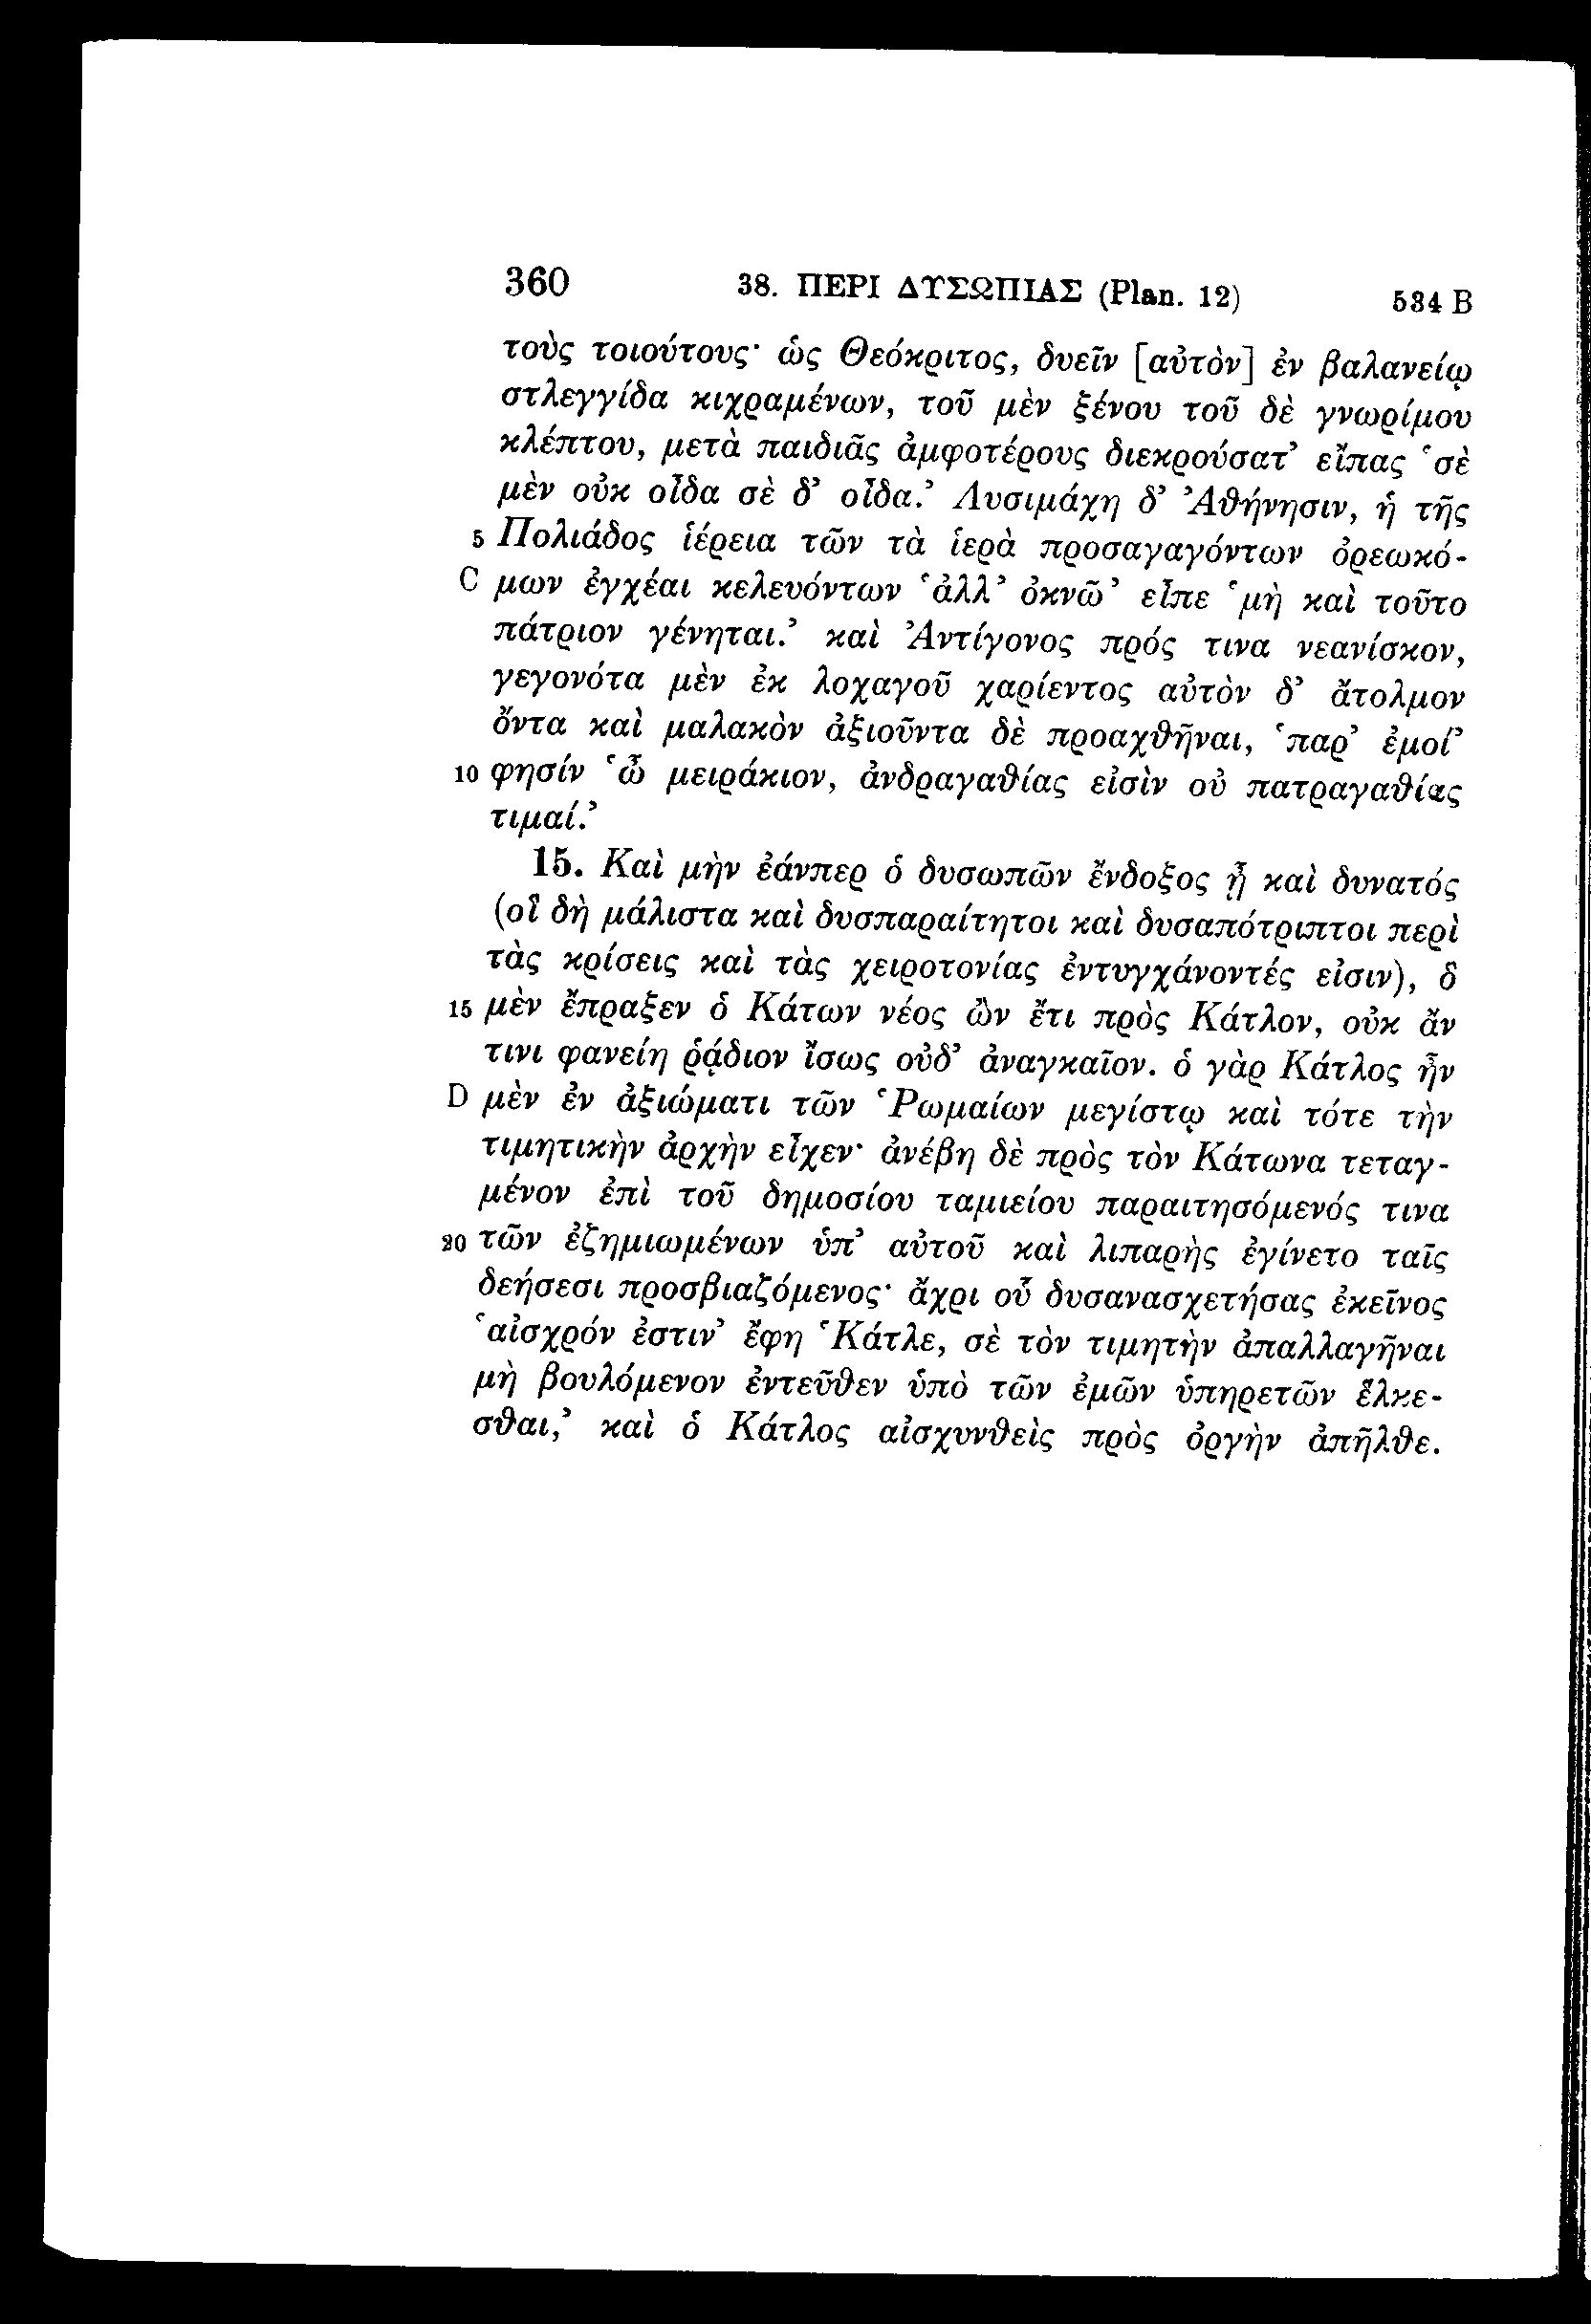 360 38. ΠΕΡΙ ΔΥΣΩΠΙΑΣ (Plan. 12) 534 B
τοὺς τοιούτους· ὡς Θεόκριτος, δυεῖν [αὐτὸν] ἐν βαλανείῳ
στλεγγίδα κιχραμένων, τοῦ μὲν ξένου τοῦ δὲ γνωρίμου
κλέπτου, μετὰ παιδιᾶς ἀμφοτέρους διεκρούσατ’ εἴπας ‘σὲ
μὲν οὐκ οἶδα σὲ δ’ οἶδα.’ Λυσιμάχη δ’ Ἀθήνησιν, ἡ τῆς
5 Πολιάδος ἱέρεια τῶν τὰ ἱερὰ προσαγαγόντων ὀρεωκό-
C μων ἐγχέαι κελευόντων ‘ἀλλ’ ὀκνῶ’ εἶπε ‘μὴ καὶ τοῦτο
πάτριον γένηται.’ καὶ Ἀντίγονος πρός τινα νεανίσκον,
γεγονότα μὲν ἐκ λοχαγοῦ χαρίεντος αὐτὸν δ’ ἄτολμον
ὄντα καὶ μαλακὸν ἀξιοῦντα δὲ προαχθῆναι, ‘παρ’ ἐμοί’
10 φησίν ‘ὦ μειράκιον, ἀνδραγαθίας εἰσὶν οὐ πατραγαθίας
τιμαί.’
15. Καὶ μὴν ἐάνπερ ὁ δυσωπῶν ἔνδοξος ᾖ καὶ δυνατός
(οἳ δὴ μάλιστα καὶ δυσπαραίτητοι καὶ δυσαπότριπτοι περὶ
τὰς κρίσεις καὶ τὰς χειροτονίας ἐντυγχάνοντές εἰσιν), ὃ
15 μὲν ἔπραξεν ὁ Κάτων νέος ὢν ἔτι πρὸς Κάτλον, οὐκ ἄν
τινι φανείη ῥᾴδιον ἴσως οὐδ’ ἀναγκαῖον. ὁ γὰρ Κάτλος ἦν
D μὲν ἐν ἀξιώματι τῶν Ῥωμαίων μεγίστῳ καὶ τότε τὴν
τιμητικὴν ἀρχὴν εἶχεν· ἀνέβη δὲ πρὸς τὸν Κάτωνα τεταγ-
μένον ἐπὶ τοῦ δημοσίου ταμιείου παραιτησόμενός τινα
20 τῶν ἐζημιωμένων ὑπ’ αὐτοῦ καὶ λιπαρὴς ἐγίνετο ταῖς
δεήσεσι προσβιαζόμενος· ἄχρι οὗ δυσανασχετήσας ἐκεῖνος
‘αἰσχρόν ἐστιν’ ἔφη ‘Κάτλε, σὲ τὸν τιμητὴν ἀπαλλαγῆναι
μὴ βουλόμενον ἐντεῦθεν ὑπὸ τῶν ἐμῶν ὑπηρετῶν ἕλκε-
σθαι,’ καὶ ὁ Κάτλος αἰσχυνθεὶς πρὸς ὀργὴν ἀπῆλθε.